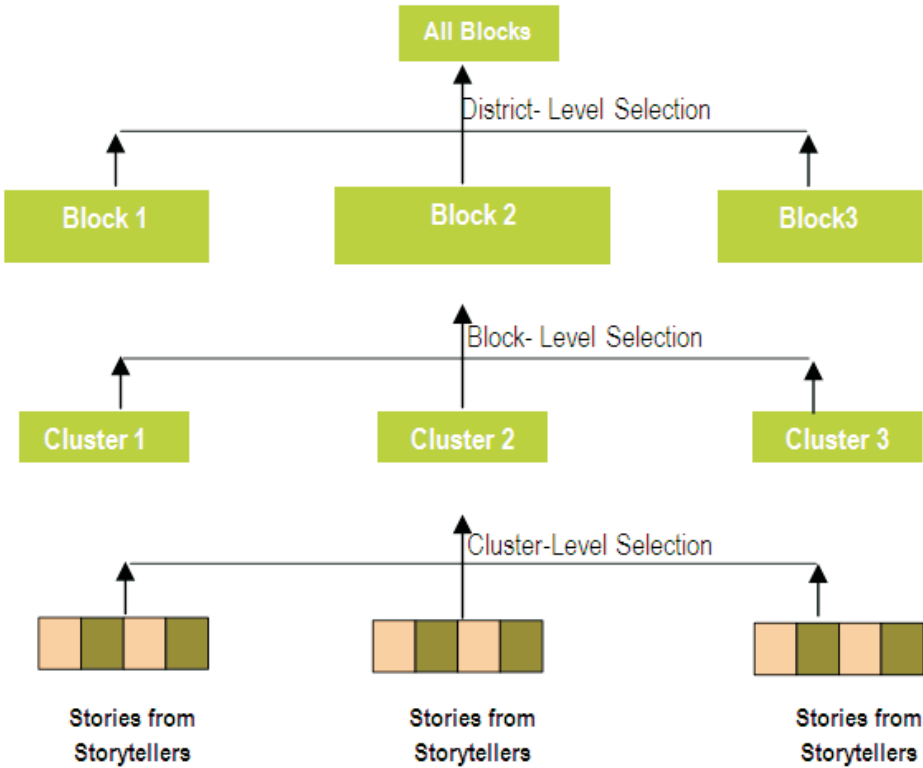 All Blocks
District- Level Selection
Block 1
Block 2
Block3
Block- Level Selection
Cluster 1
Cluster 2
Cluster 3
Cluster-Level Selection
Stories from
Storytellers
Stories from
Storytellers
Stories from
Storytellers